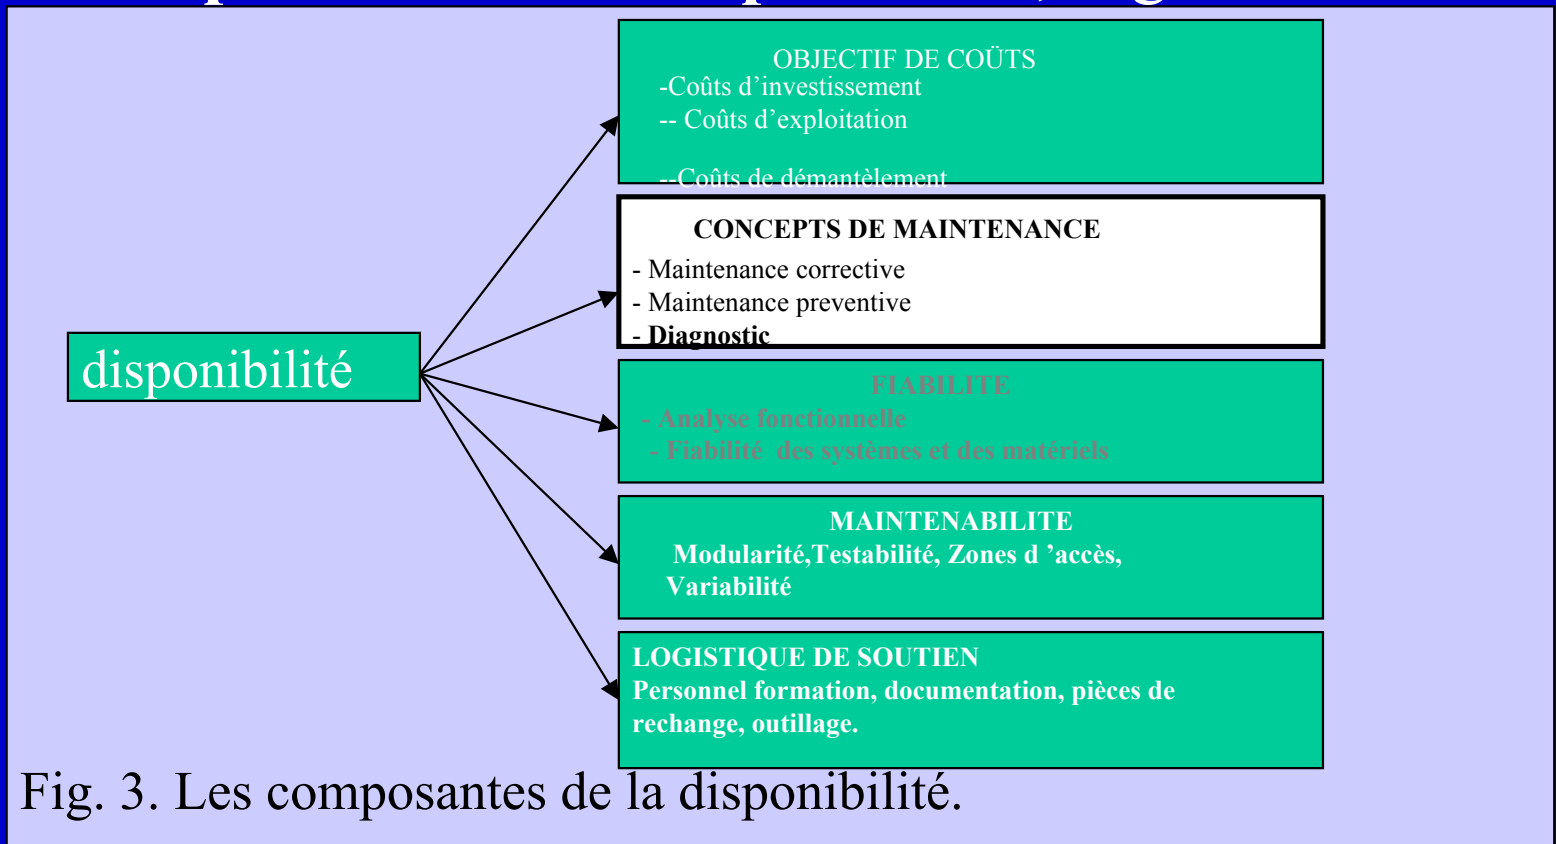 OBJECTIF DE COÜTS
-Coûts d’investissement
-- Coûts d’exploitation
--Coûts de démantèlement
CONCEPTS DE MAINTENANCE
- Maintenance corrective
- Maintenance preventive
- Diagnostic
disponibilité
FIABILITE
- Analyse fonctionnelle
- Fiabilité des systèmes et des matériels
MAINTENABILITE
Modularité,Testabilité, Zones d ’accès,
Variabilité
LOGISTIQUE DE SOUTIEN
Personnel formation, documentation, pièces de
rechange, outillage.
Fig. 3. Les composantes de la disponibilité.